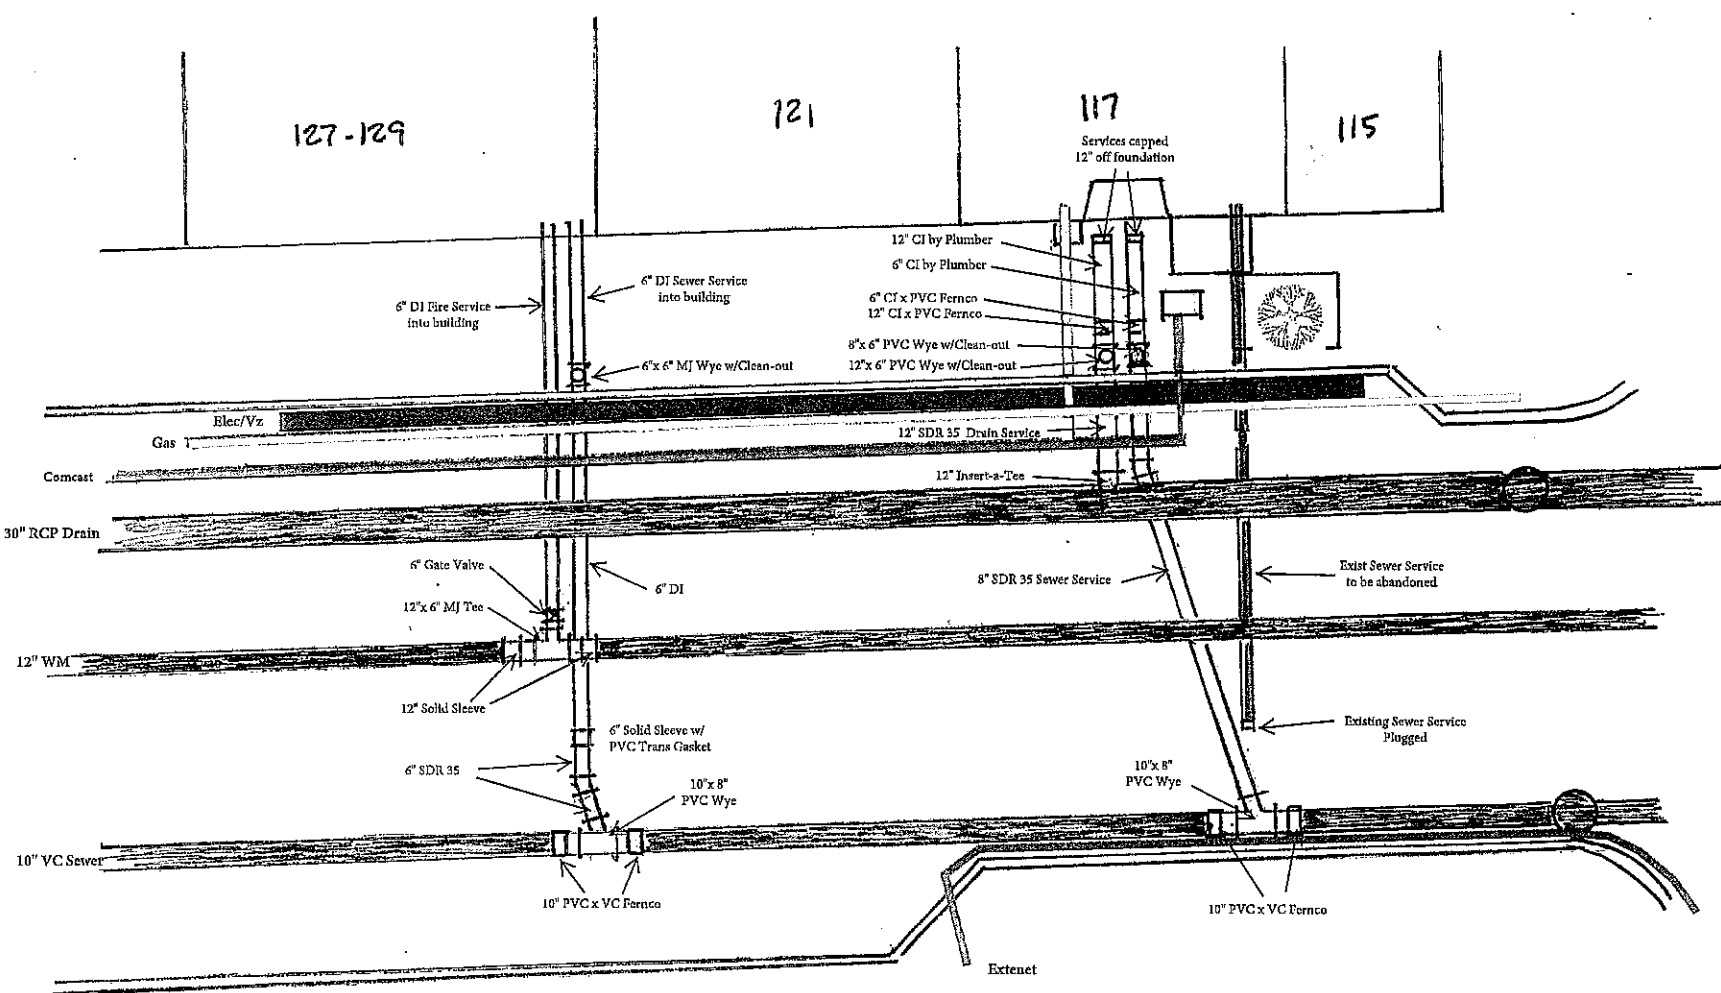 127-129
121
117
115
Services capped
12" off foundation
12" CI by Plumber
6" CI by Plumber
6" DI Sewer Service
into building
6" DI Fire Service
into building
6" CI x PVC Fernco
12" CI x PVC Fernco
8"x 6" PVC Wye w/Clean-out
12"x 6" PVC Wye w/Clean-out
6"x 6" MJ Wye w/Clean-out
Elec/Vz
Gas
12" SDR 35 Drain Service
Comcast
12" Insert-a-Tee
30" RCP Drain
6" Gate Valve
6" DI
8" SDR 35 Sewer Service
Exist Sewer Service
to be abandoned
12"x 6" MJ Tee
12" WM
12" Solid Sleeve
6" Solid Sleeve w/
PVC Trans Gasket
Existing Sewer Service
Plugged
6" SDR 35
10"x 8"
PVC Wye
10"x 8"
PVC Wye
10" VC Sewer
10" PVC x VC Fernco
10" PVC x VC Fernco
Extenet